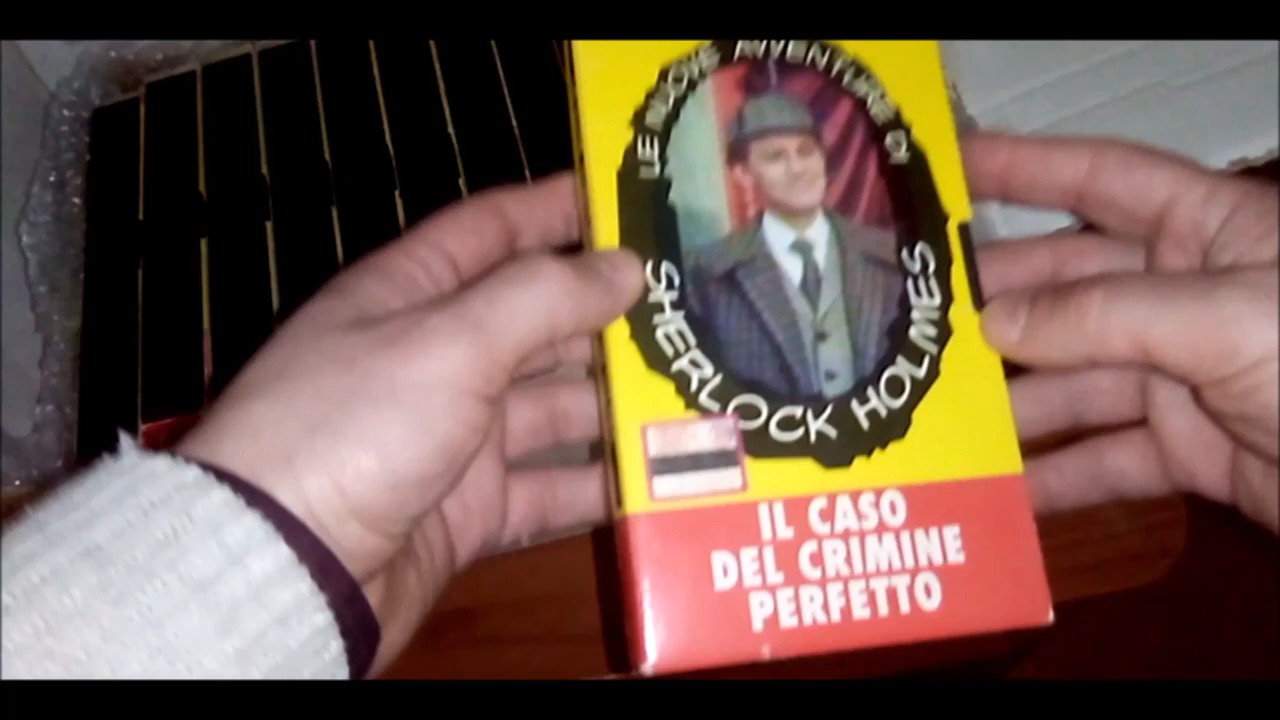 LE NUOVE AVVENTURE DI
SHERLOCK HOLMES
IL CASO
DEL CRIMINE
PERFETTO